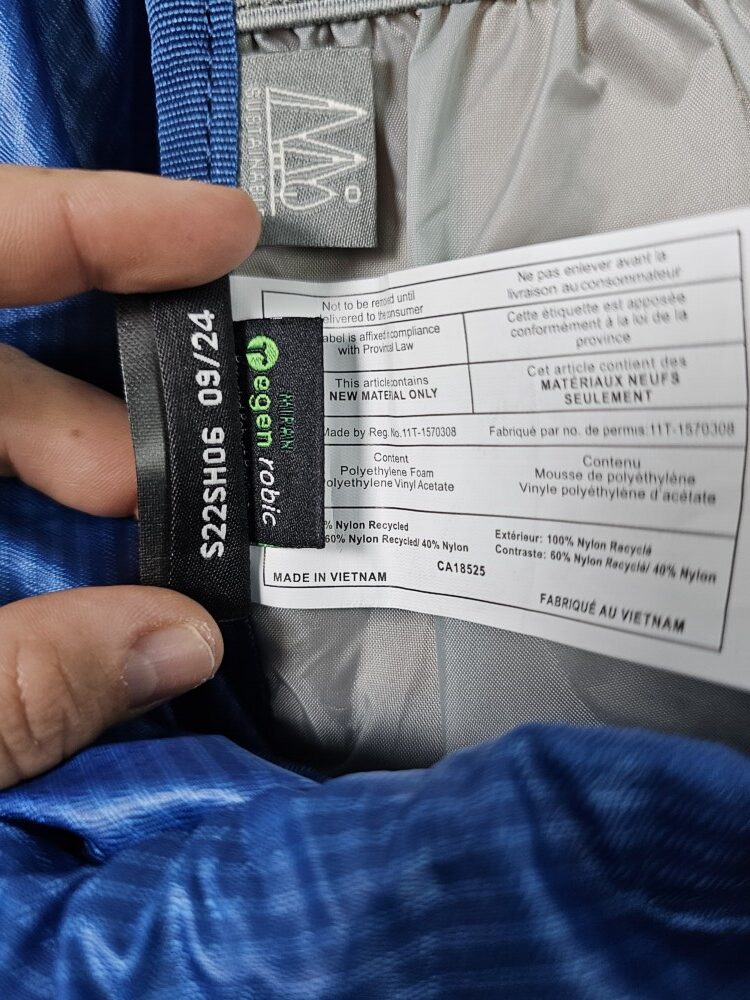 SUSTAINABLE
S22SH06 09/24
regen robic
MIPAN
Not to be until
delivered to consumer
Ne pas enlever avant la
livraison au consommateur
label is affixed compliance
with Law
Cette étiquette est apposée
conformément à la loi de la
province
This article contains
NEW MATERIAL ONLY
Cet article contient des
MATÉRIAUX NEUFS
SEULEMENT
Made by Reg.No.11T-1570308
Fabriqué par no. de permis:11T-1570308
Content
Polyethylene Foam
Polyethylene Vinyl Acetate
Contenu
Mousse de polyéthylène
Vinyle polyéthylène d'acétate
% Nylon Recycled
60% Nylon Recycled/ 40% Nylon
Extérieur: 100% Nylon Recyclé
Contraste: 60% Nylon Recyclé/ 40% Nylon
MADE IN VIETNAM
CA18525
FABRIQUÉ AU VIETNAM